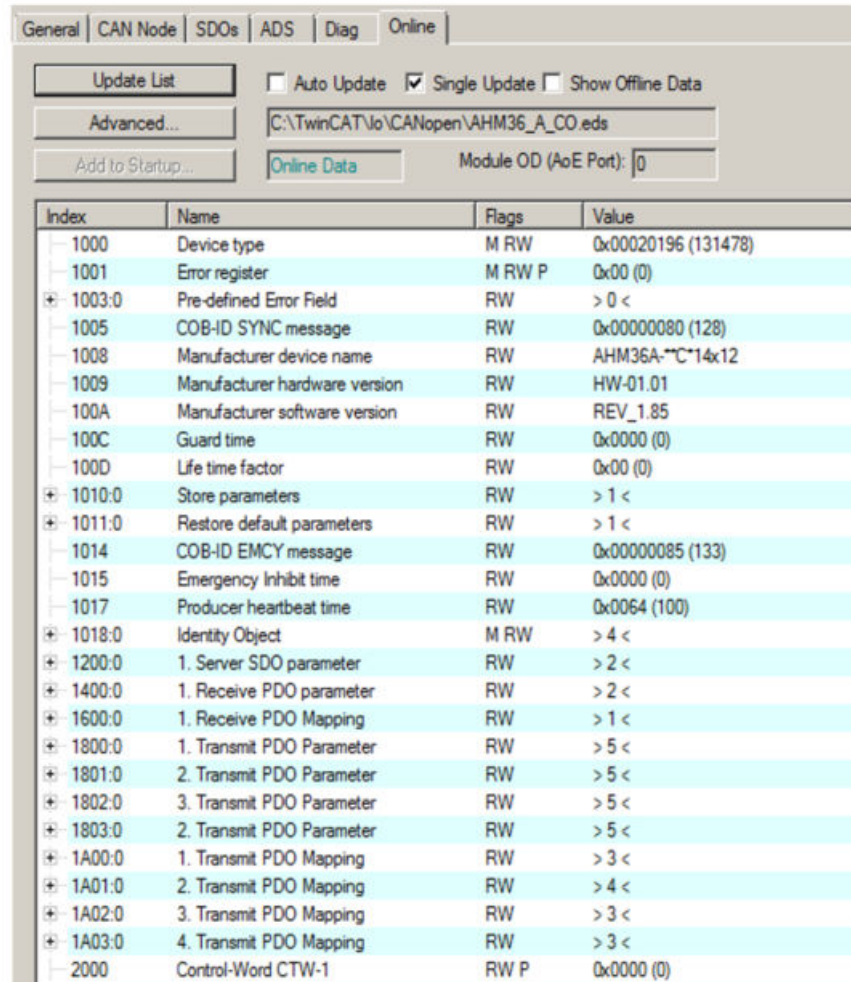 General CAN Node SDOs ADS Diag Online
Update List Auto Update Single Update Show Offline Data
Advanced... C:\TwinCAT\Io\CANopen\AHM36_A_CO.eds
Add to Startup... Online Data Module OD (AoE Port): 0
Index Name Flags Value
1000 Device type M RW 0x00020196 (131478)
1001 Error register M RW P 0x00 (0)
1003:0 Pre-defined Error Field RW > 0 <
1005 COB-ID SYNC message RW 0x00000080 (128)
1008 Manufacturer device name RW AHM36A-**C*14x12
1009 Manufacturer hardware version RW HW-01.01
100A Manufacturer software version RW REV_1.85
100C Guard time RW 0x0000 (0)
100D Life time factor RW 0x00 (0)
1010:0 Store parameters RW > 1 <
1011:0 Restore default parameters RW > 1 <
1014 COB-ID EMCY message RW 0x00000085 (133)
1015 Emergency Inhibit time RW 0x0000 (0)
1017 Producer heartbeat time RW 0x0064 (100)
1018:0 Identity Object M RW > 4 <
1200:0 1. Server SDO parameter RW > 2 <
1400:0 1. Receive PDO parameter RW > 2 <
1600:0 1. Receive PDO Mapping RW > 1 <
1800:0 1. Transmit PDO Parameter RW > 5 <
1801:0 2. Transmit PDO Parameter RW > 5 <
1802:0 3. Transmit PDO Parameter RW > 5 <
1803:0 2. Transmit PDO Parameter RW > 5 <
1A00:0 1. Transmit PDO Mapping RW > 3 <
1A01:0 2. Transmit PDO Mapping RW > 4 <
1A02:0 3. Transmit PDO Mapping RW > 3 <
1A03:0 4. Transmit PDO Mapping RW > 3 <
2000 Control-Word CTW-1 RW P 0x0000 (0)